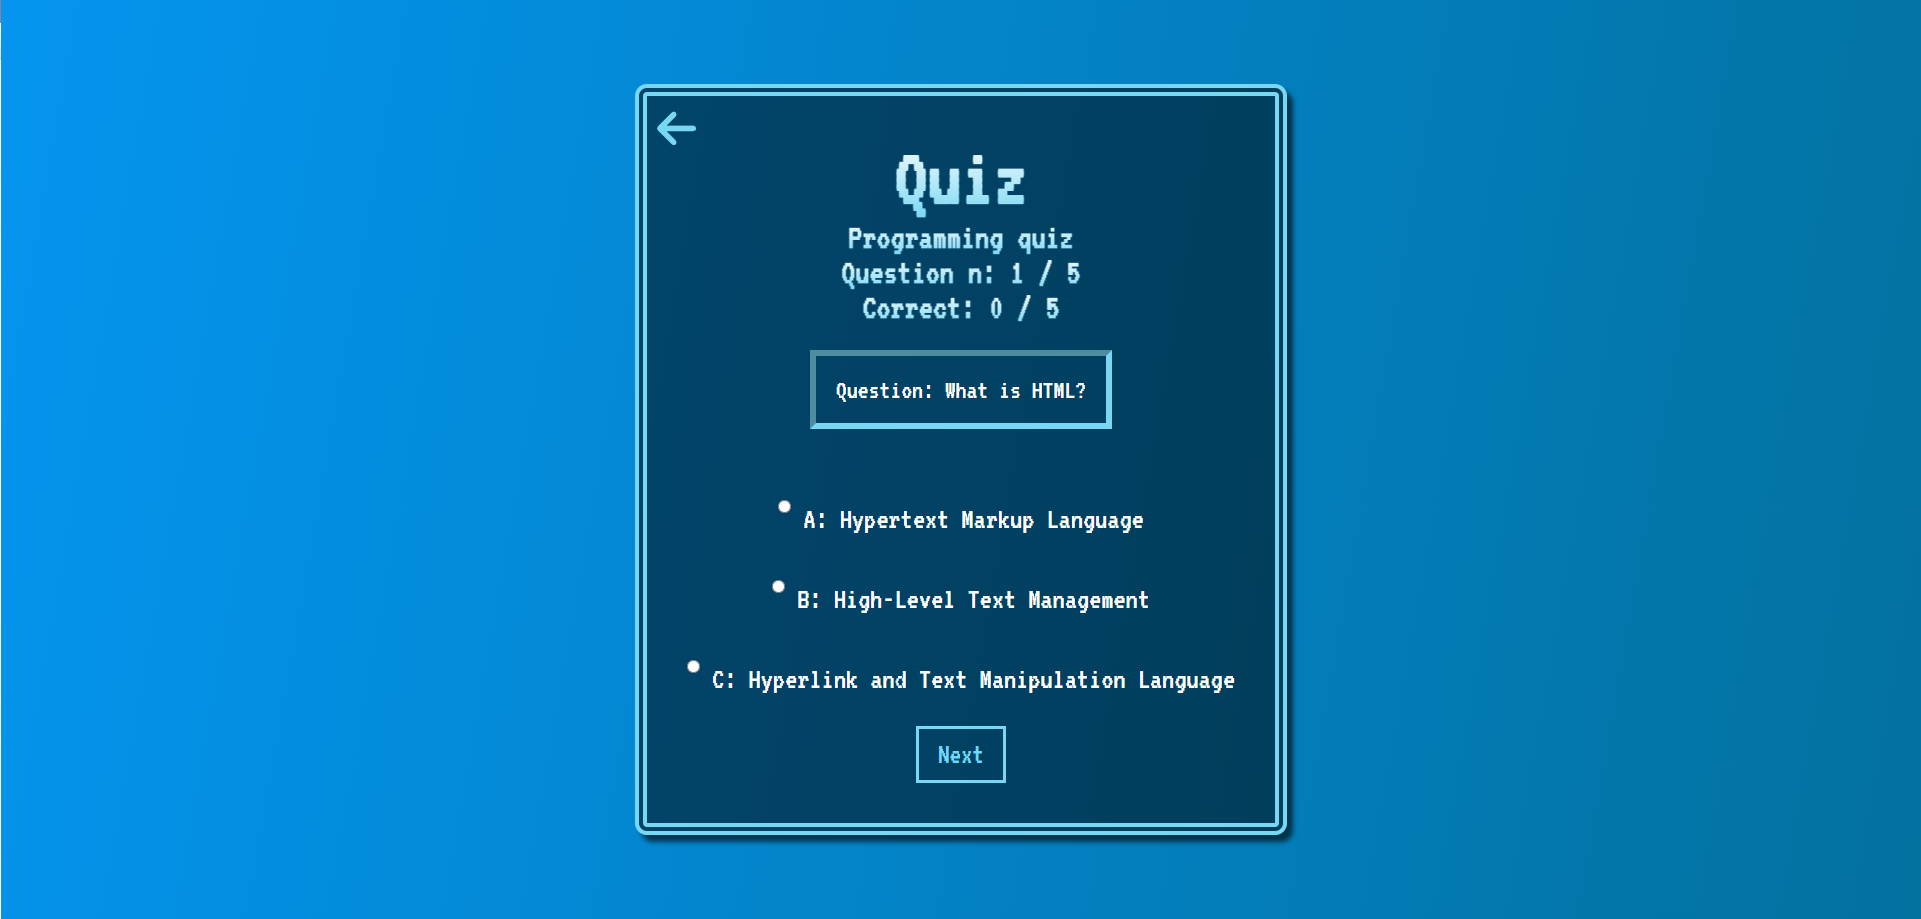 Quiz
Programming quiz
Question n: 1 / 5
Correct: 0 / 5
Question: What is HTML?
A: Hypertext Markup Language
B: High-Level Text Management
C: Hyperlink and Text Manipulation Language
Next